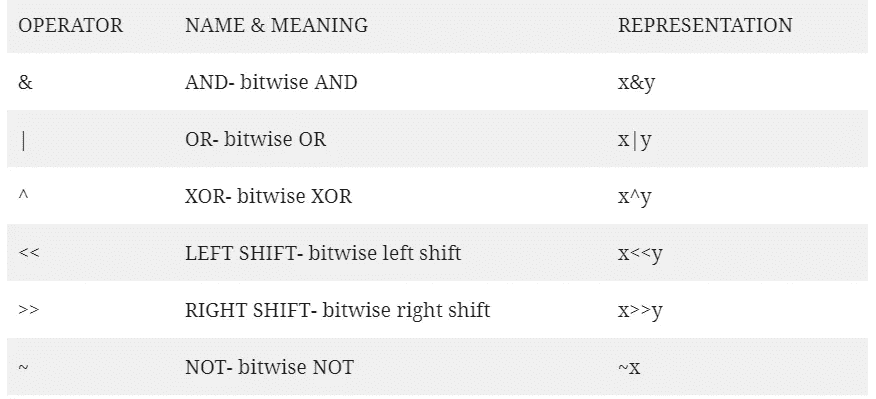 OPERATOR NAME & MEANING REPRESENTATION
& AND- bitwise AND x&y
| OR- bitwise OR x|y
^ XOR- bitwise XOR x^y
<< LEFT SHIFT- bitwise left shift x<<y
>> RIGHT SHIFT- bitwise right shift x>>y
~ NOT- bitwise NOT ~x